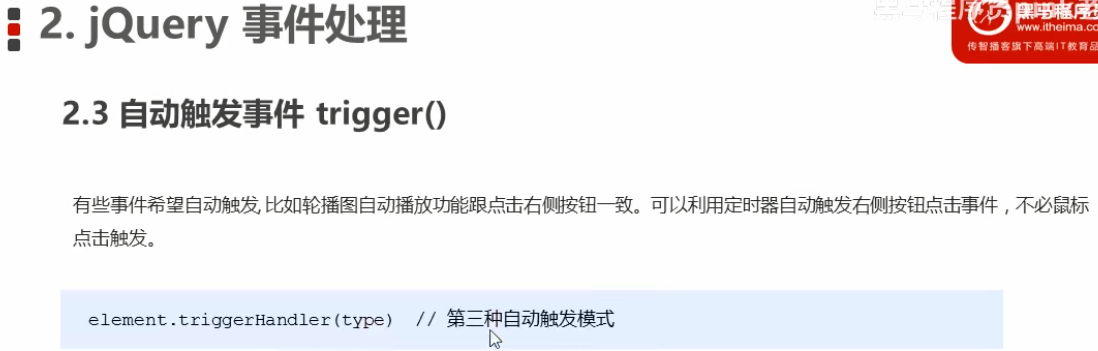 2. jQuery 事件处理
黑马程序员
www.itheima.com
传智播客旗下高端IT教育品
2.3 自动触发事件 trigger()
有些事件希望自动触发,比如轮播图自动播放功能跟点击右侧按钮一致。可以利用定时器自动触发右侧按钮点击事件，不必鼠标
点击触发。
element.triggerHandler(type) // 第三种自动触发模式